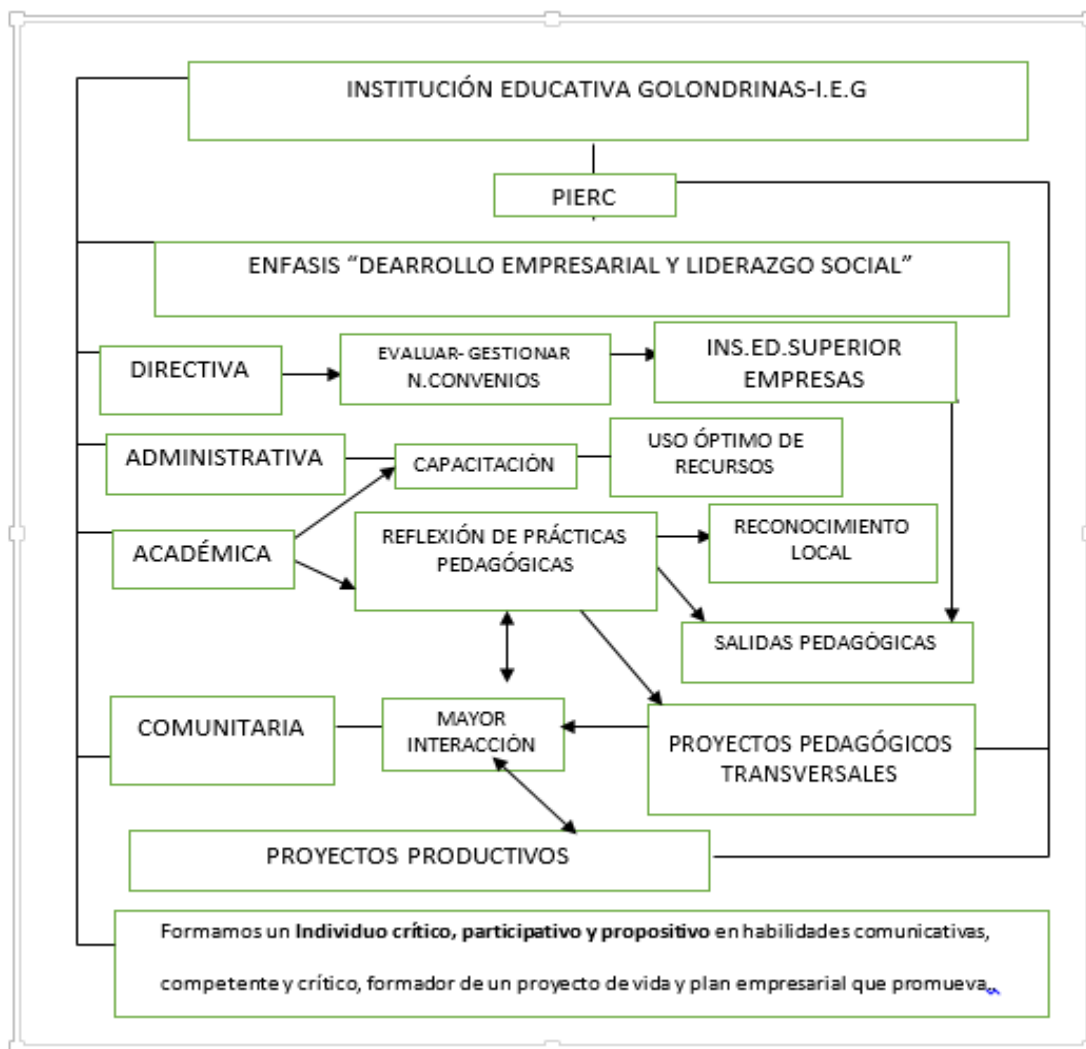 INSTITUCIÓN EDUCATIVA GOLONDRINAS-I.E.G
PIERC
ENFASIS “DEARROLLO EMPRESARIAL Y LIDERAZGO SOCIAL”
DIRECTIVA
EVALUAR- GESTIONAR
N.CONVENIOS
INS.ED.SUPERIOR
EMPRESAS
ADMINISTRATIVA
CAPACITACIÓN
USO ÓPTIMO DE
RECURSOS
ACADÉMICA
REFLEXIÓN DE PRÁCTICAS
PEDAGÓGICAS
RECONOCIMIENTO
LOCAL
SALIDAS PEDAGÓGICAS
COMUNITARIA
MAYOR
INTERACCIÓN
PROYECTOS PEDAGÓGICOS
TRANSVERSALES
PROYECTOS PRODUCTIVOS
Formamos un Individuo crítico, participativo y propositivo en habilidades comunicativas,
competente y crítico, formador de un proyecto de vida y plan empresarial que promueva,,